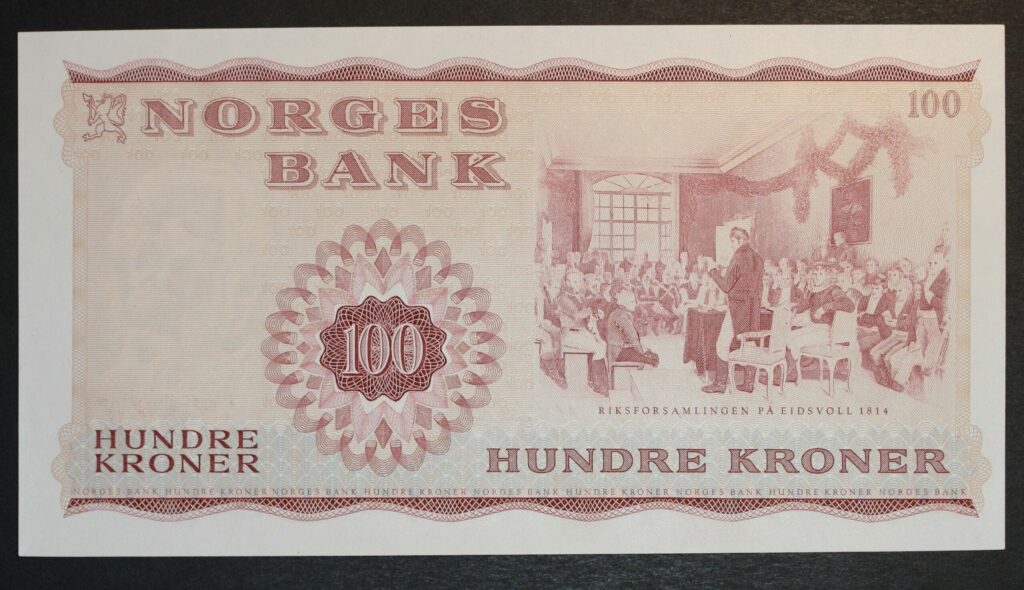 NORGES
BANK
100
100
RIKSFORSAMLINGEN PÅ EIDSVOLL 1814
HUNDRE
KRONER
HUNDRE KRONER
NORGES BANK HUNDRE KRONER NORGES BANK HUNDRE KRONER NORGES BANK HUNDRE KRONER NORGES BANK HUNDRE KRONER NORGES BANK